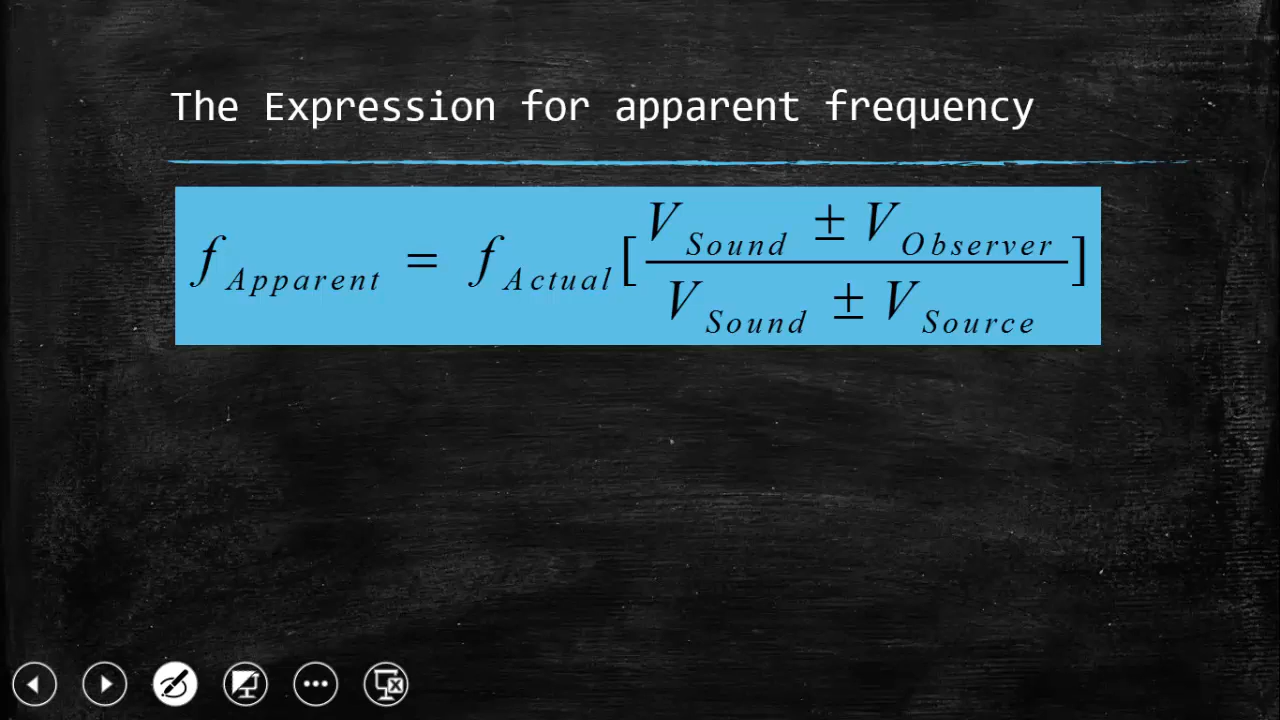 The Expression for apparent frequency
f_Apparent = f_Actual [ (V_Sound ± V_Observer) / (V_Sound ± V_Source) ]